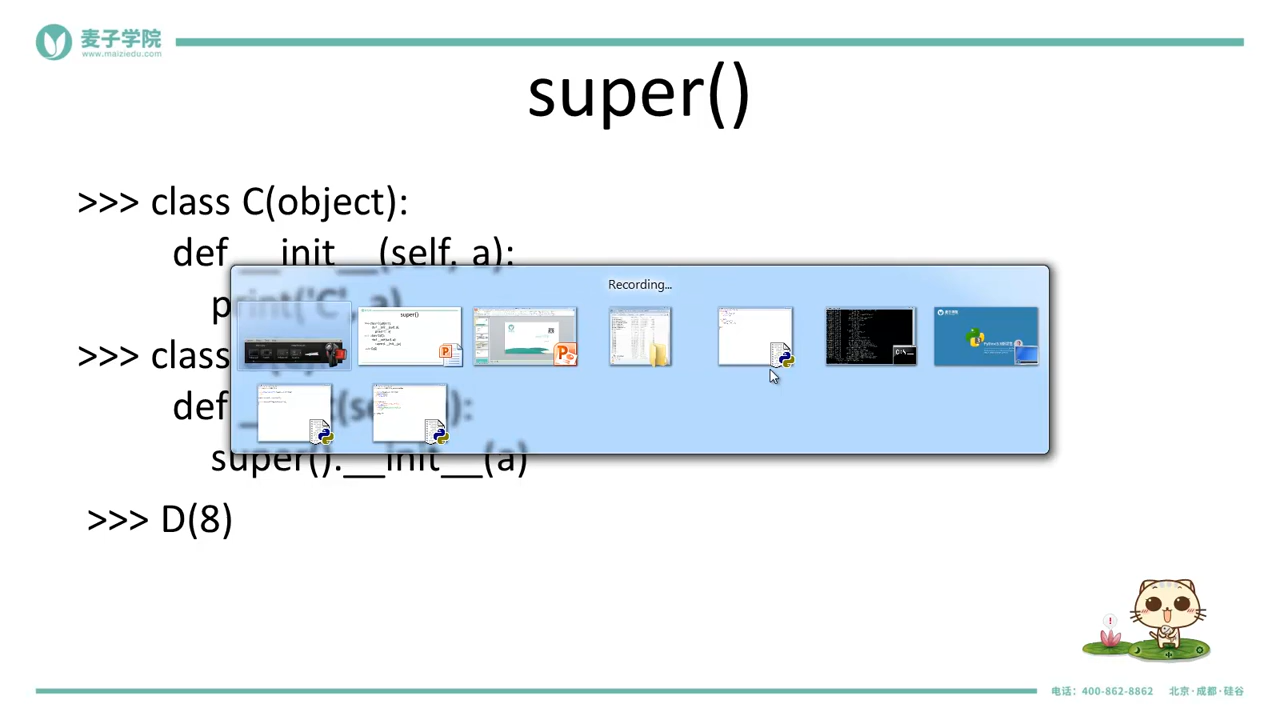 麦子学院
www.maiziedu.com
super()
>>> class C(object):
def __init__(self, a):
print('C', a)
>>> class
def
super().__init__(a)
>>> D(8)
Recording...
电话：400-862-8862 北京·成都·硅谷